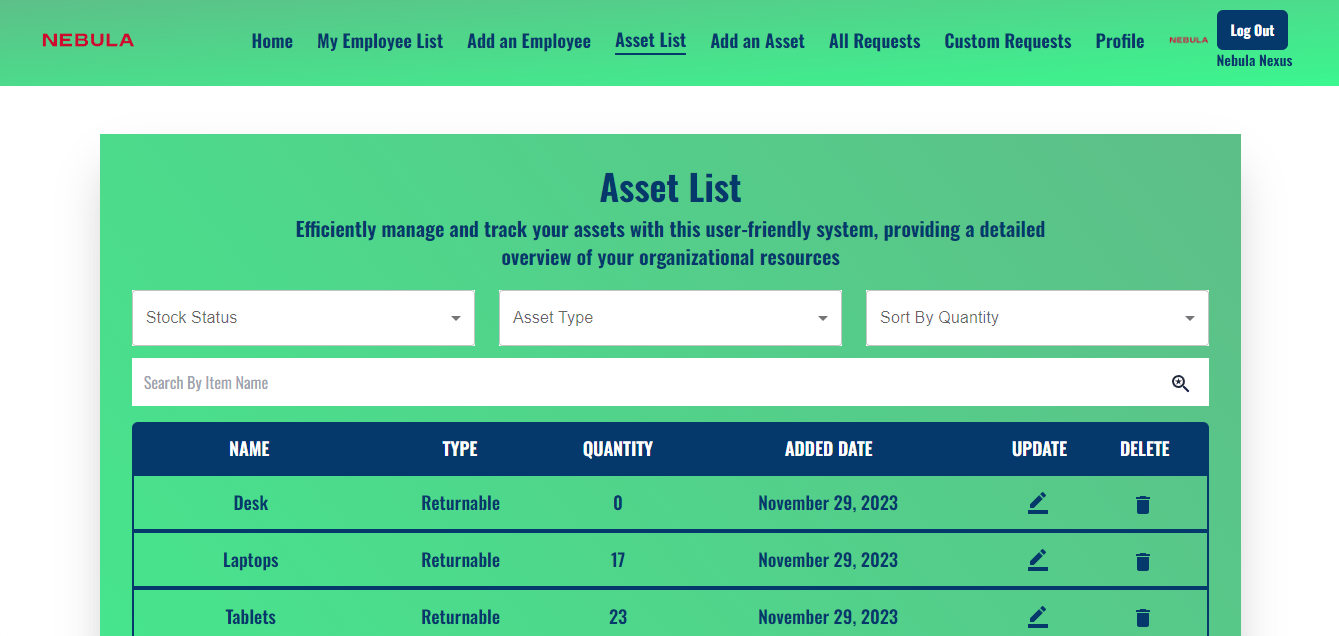 NEBULA
Home My Employee List Add an Employee Asset List Add an Asset All Requests Custom Requests Profile
NEBULA
Log Out
Nebula Nexus
Asset List
Efficiently manage and track your assets with this user-friendly system, providing a detailed
overview of your organizational resources
Stock Status Asset Type Sort By Quantity
Search By Item Name
NAME TYPE QUANTITY ADDED DATE UPDATE DELETE
Desk Returnable 0 November 29, 2023
Laptops Returnable 17 November 29, 2023
Tablets Returnable 23 November 29, 2023